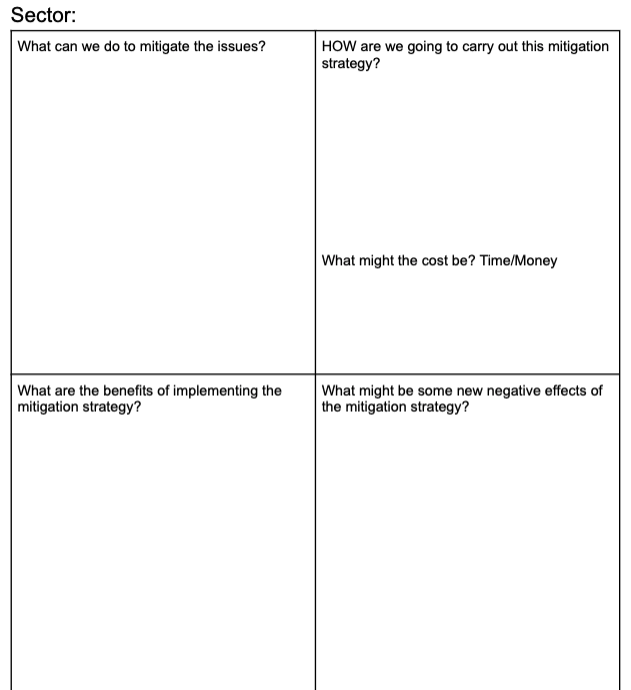 Sector:
What can we do to mitigate the issues?
HOW are we going to carry out this mitigation
strategy?
What might the cost be? Time/Money
What are the benefits of implementing the
mitigation strategy?
What might be some new negative effects of
the mitigation strategy?